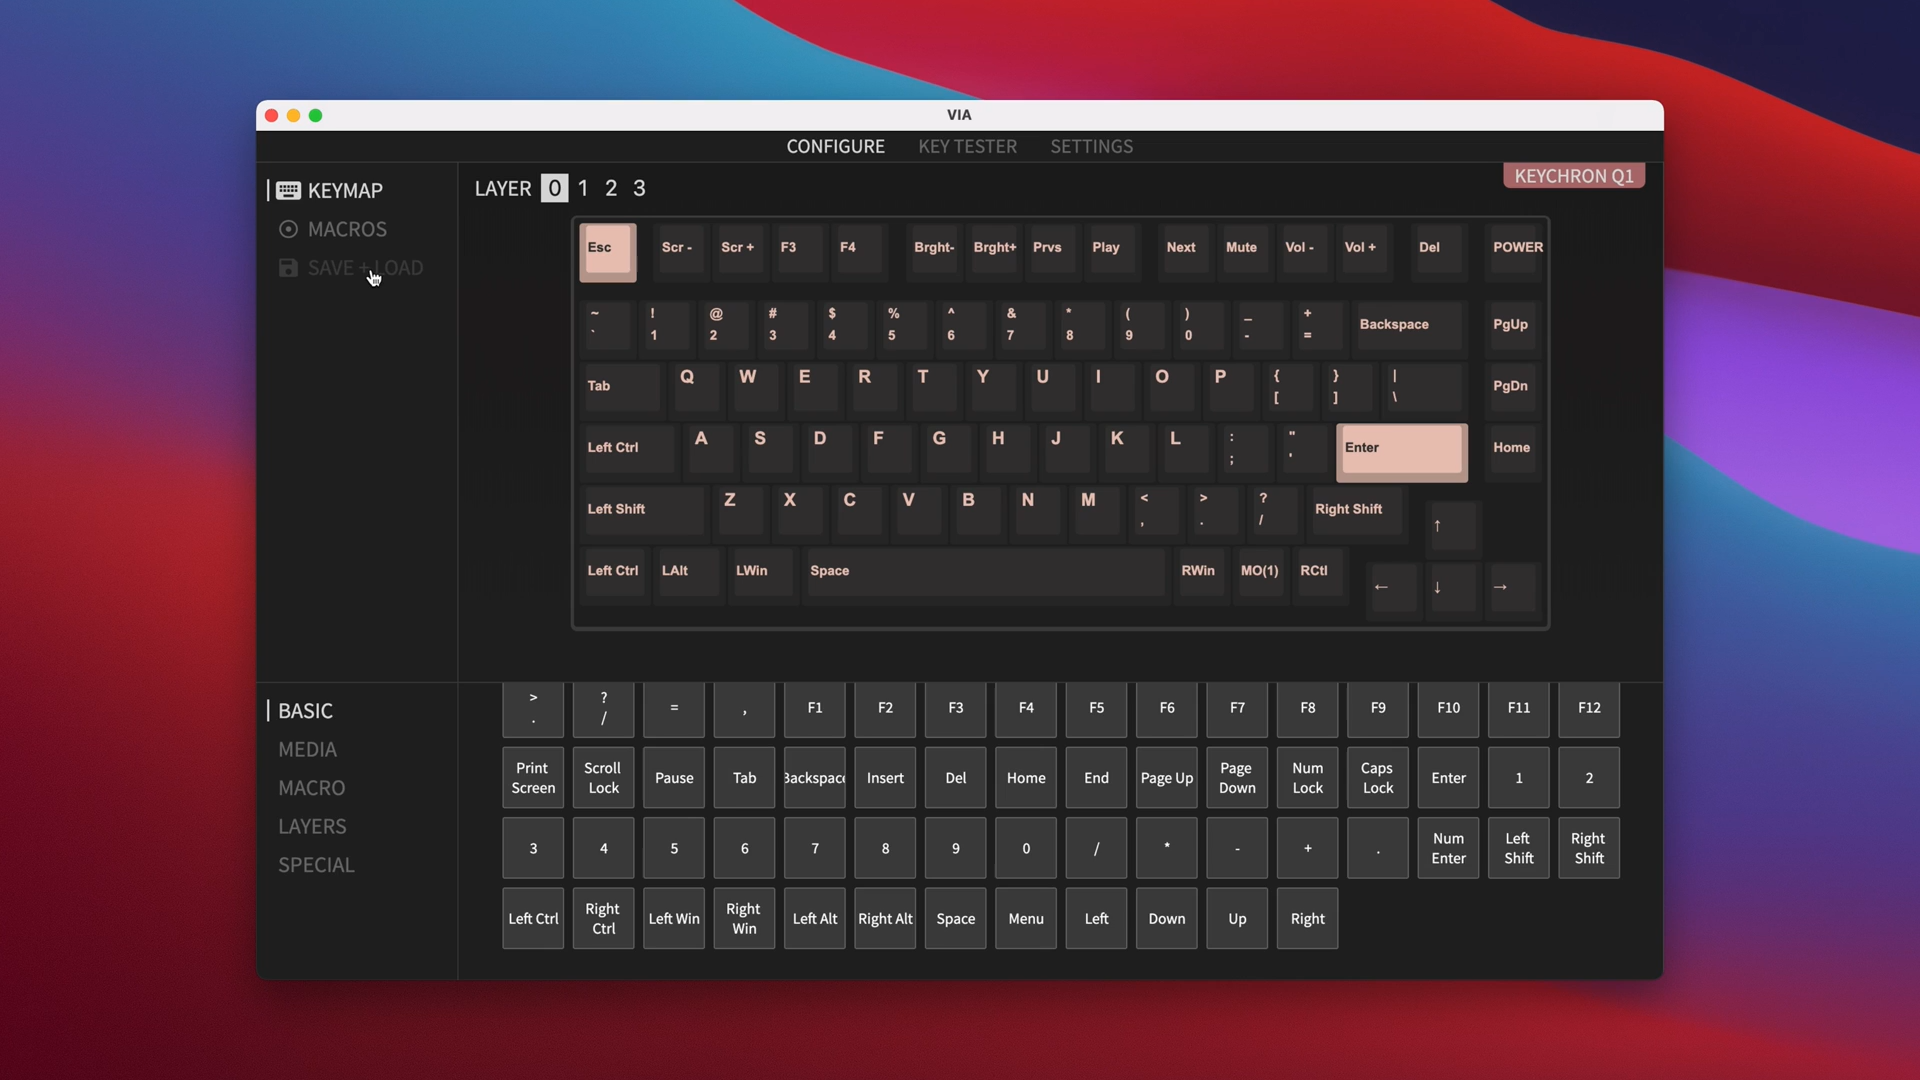 VIA
CONFIGURE KEY TESTER SETTINGS
KEYMAP
MACROS
SAVE + LOAD
LAYER 0 1 2 3
KEYCHRON Q1
Esc Scr - Scr + F3 F4 Brght- Brght+ Prvs Play Next Mute Vol - Vol + Del POWER
~ ! @ # $ % ^ & * ( ) _ +
` 1 2 3 4 5 6 7 8 9 0 - = Backspace PgUp
Tab Q W E R T Y U I O P { } | PgDn
[ ] \
Left Ctrl A S D F G H J K L : " Enter Home
; '
Left Shift Z X C V B N M < > ? Right Shift ↑
, . /
Left Ctrl LAlt LWin Space RWin MO(1) RCtl ← ↓ →
BASIC
MEDIA
MACRO
LAYERS
SPECIAL
> ? = , F1 F2 F3 F4 F5 F6 F7 F8 F9 F10 F11 F12
. /
Print Screen Scroll Lock Pause Tab Backspace Insert Del Home End Page Up Page Down Num Lock Caps Lock Enter 1 2
3 4 5 6 7 8 9 0 / * - + . Num Enter Left Shift Right Shift
Left Ctrl Right Ctrl Left Win Right Win Left Alt Right Alt Space Menu Left Down Up Right